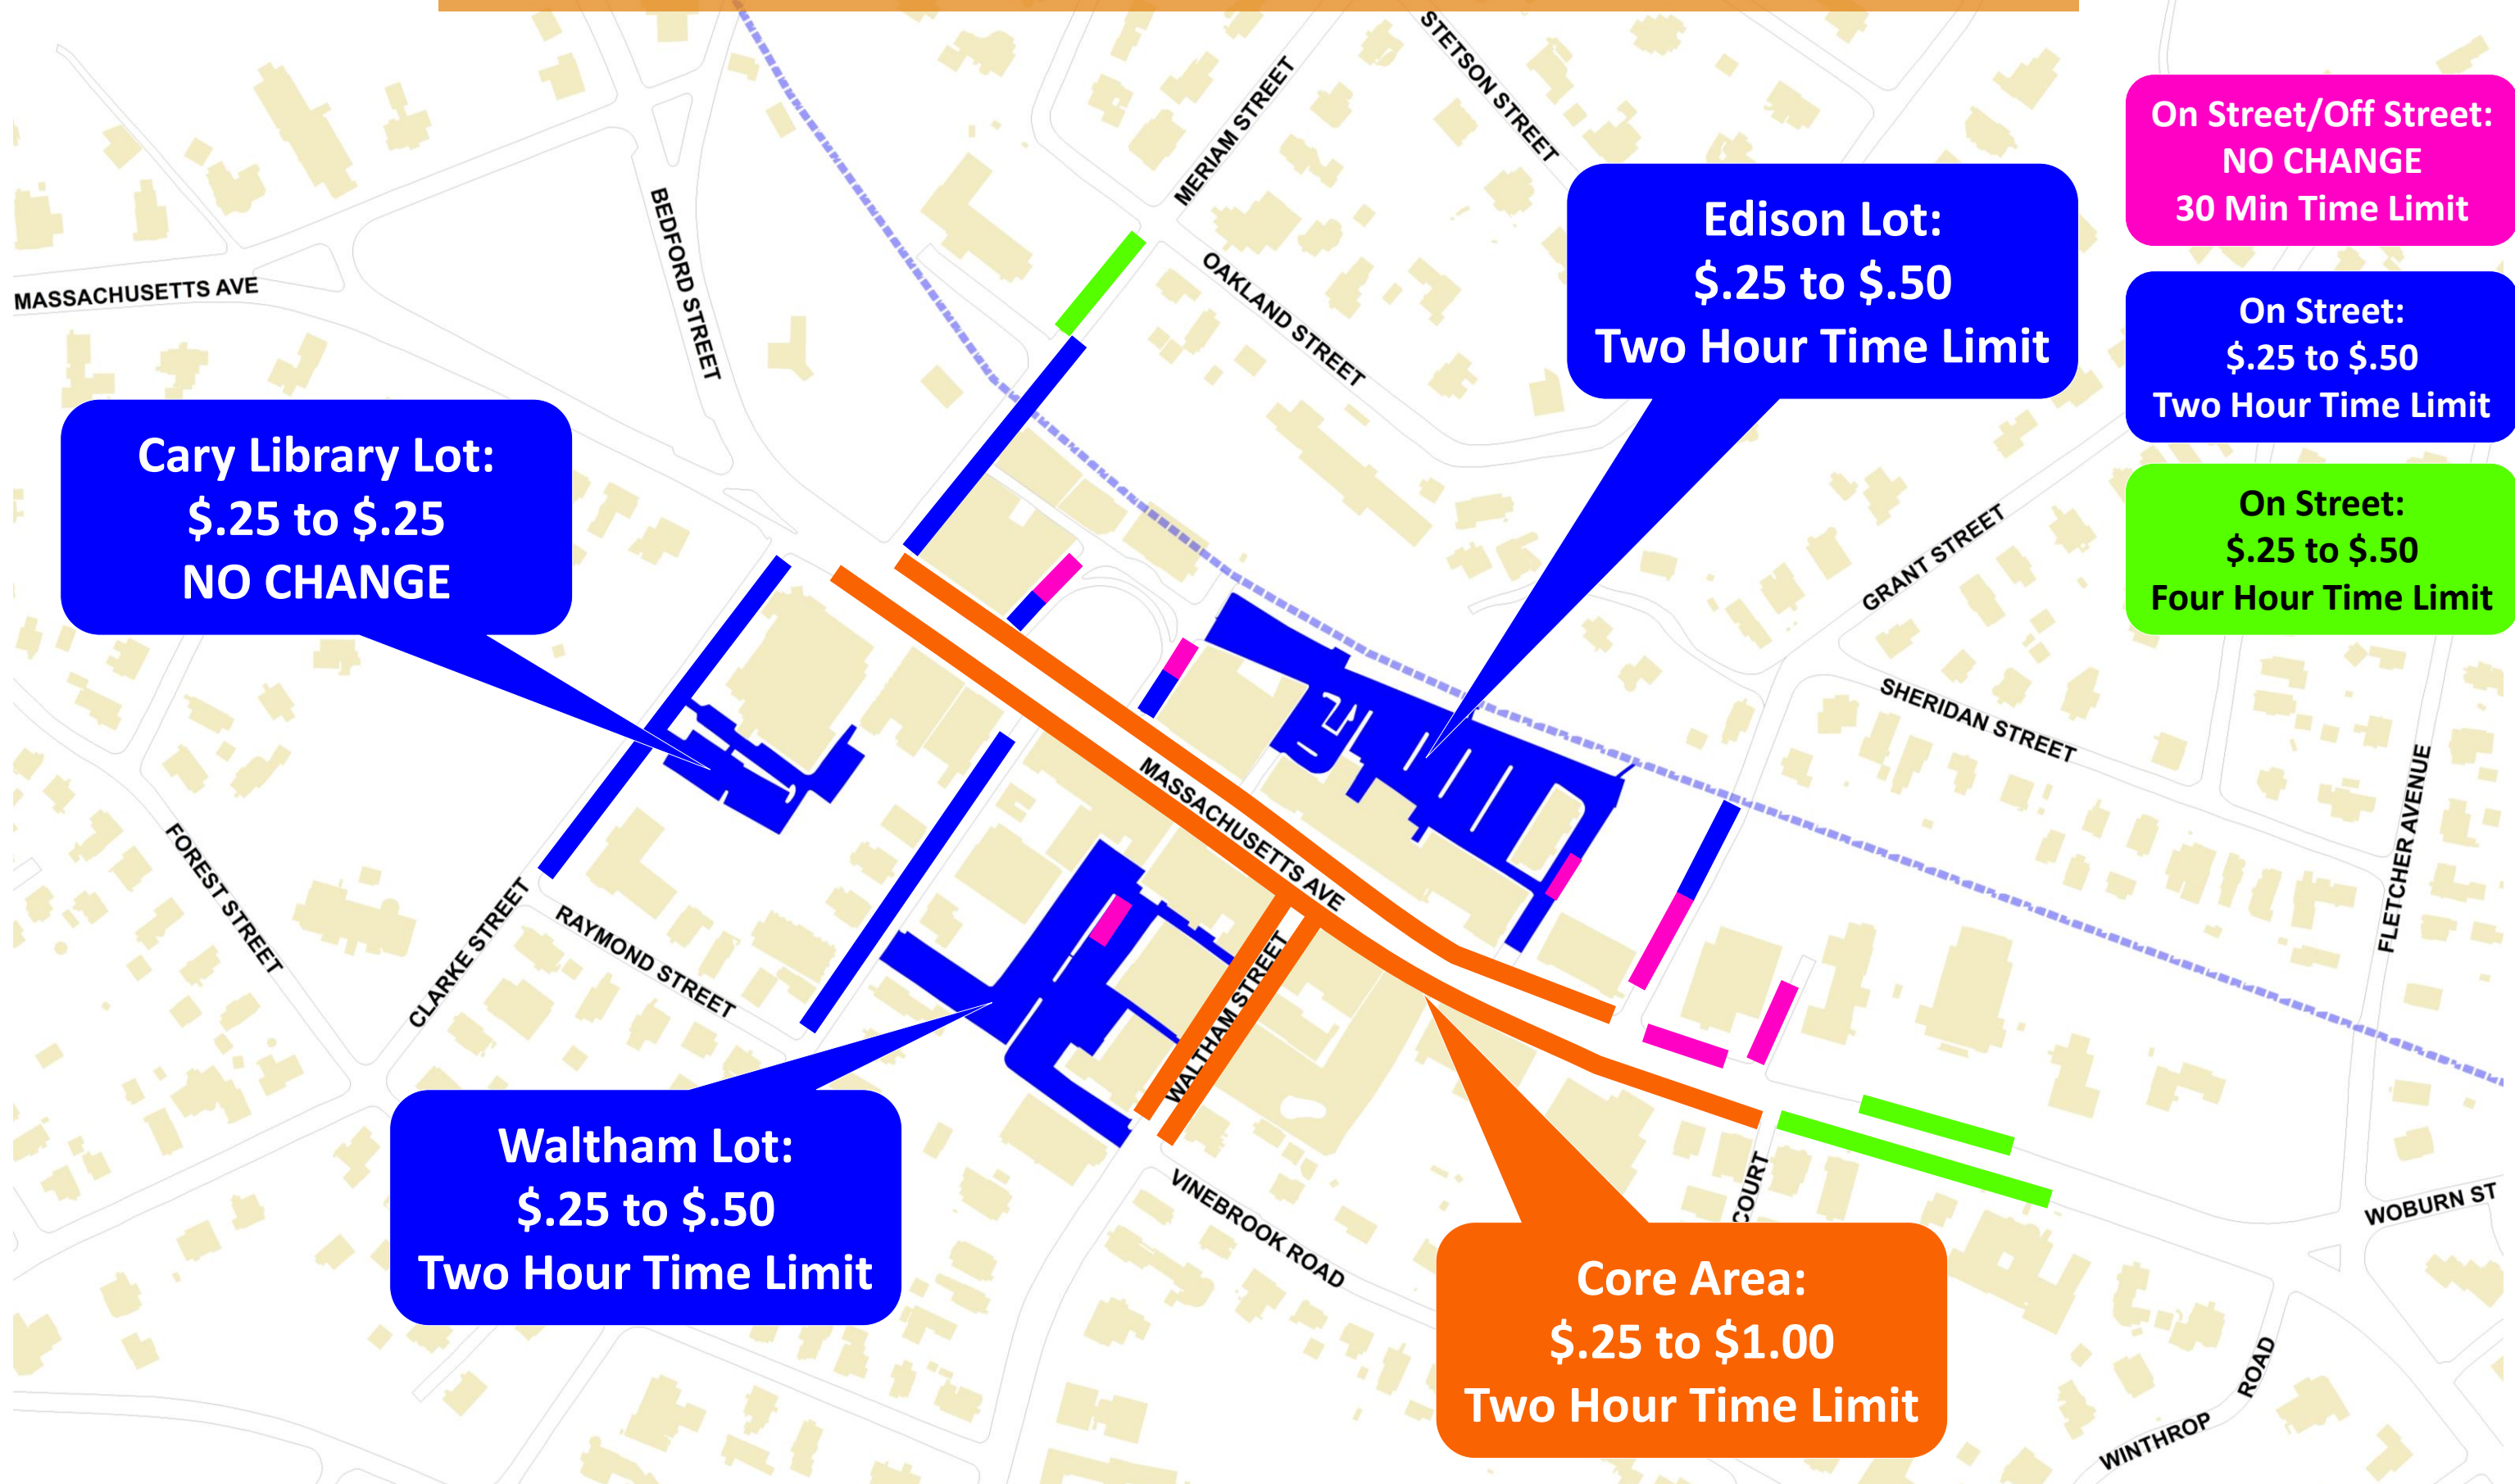 STETSON STREET
MERIAM STREET
On Street/Off Street:
NO CHANGE
30 Min Time Limit
BEDFORD STREET
Edison Lot:
$.25 to $.50
Two Hour Time Limit
MASSACHUSETTS AVE
OAKLAND STREET
On Street:
$.25 to $.50
Two Hour Time Limit
Cary Library Lot:
$.25 to $.25
NO CHANGE
On Street:
$.25 to $.50
Four Hour Time Limit
GRANT STREET
SHERIDAN STREET
MASSACHUSETTS AVE
FLETCHER AVENUE
FOREST STREET
CLARKE STREET
RAYMOND STREET
WALTHAM STREET
Waltham Lot:
$.25 to $.50
Two Hour Time Limit
VINEBROOK ROAD
COURT
WOBURN ST
Core Area:
$.25 to $1.00
Two Hour Time Limit
WINTHROP
ROAD